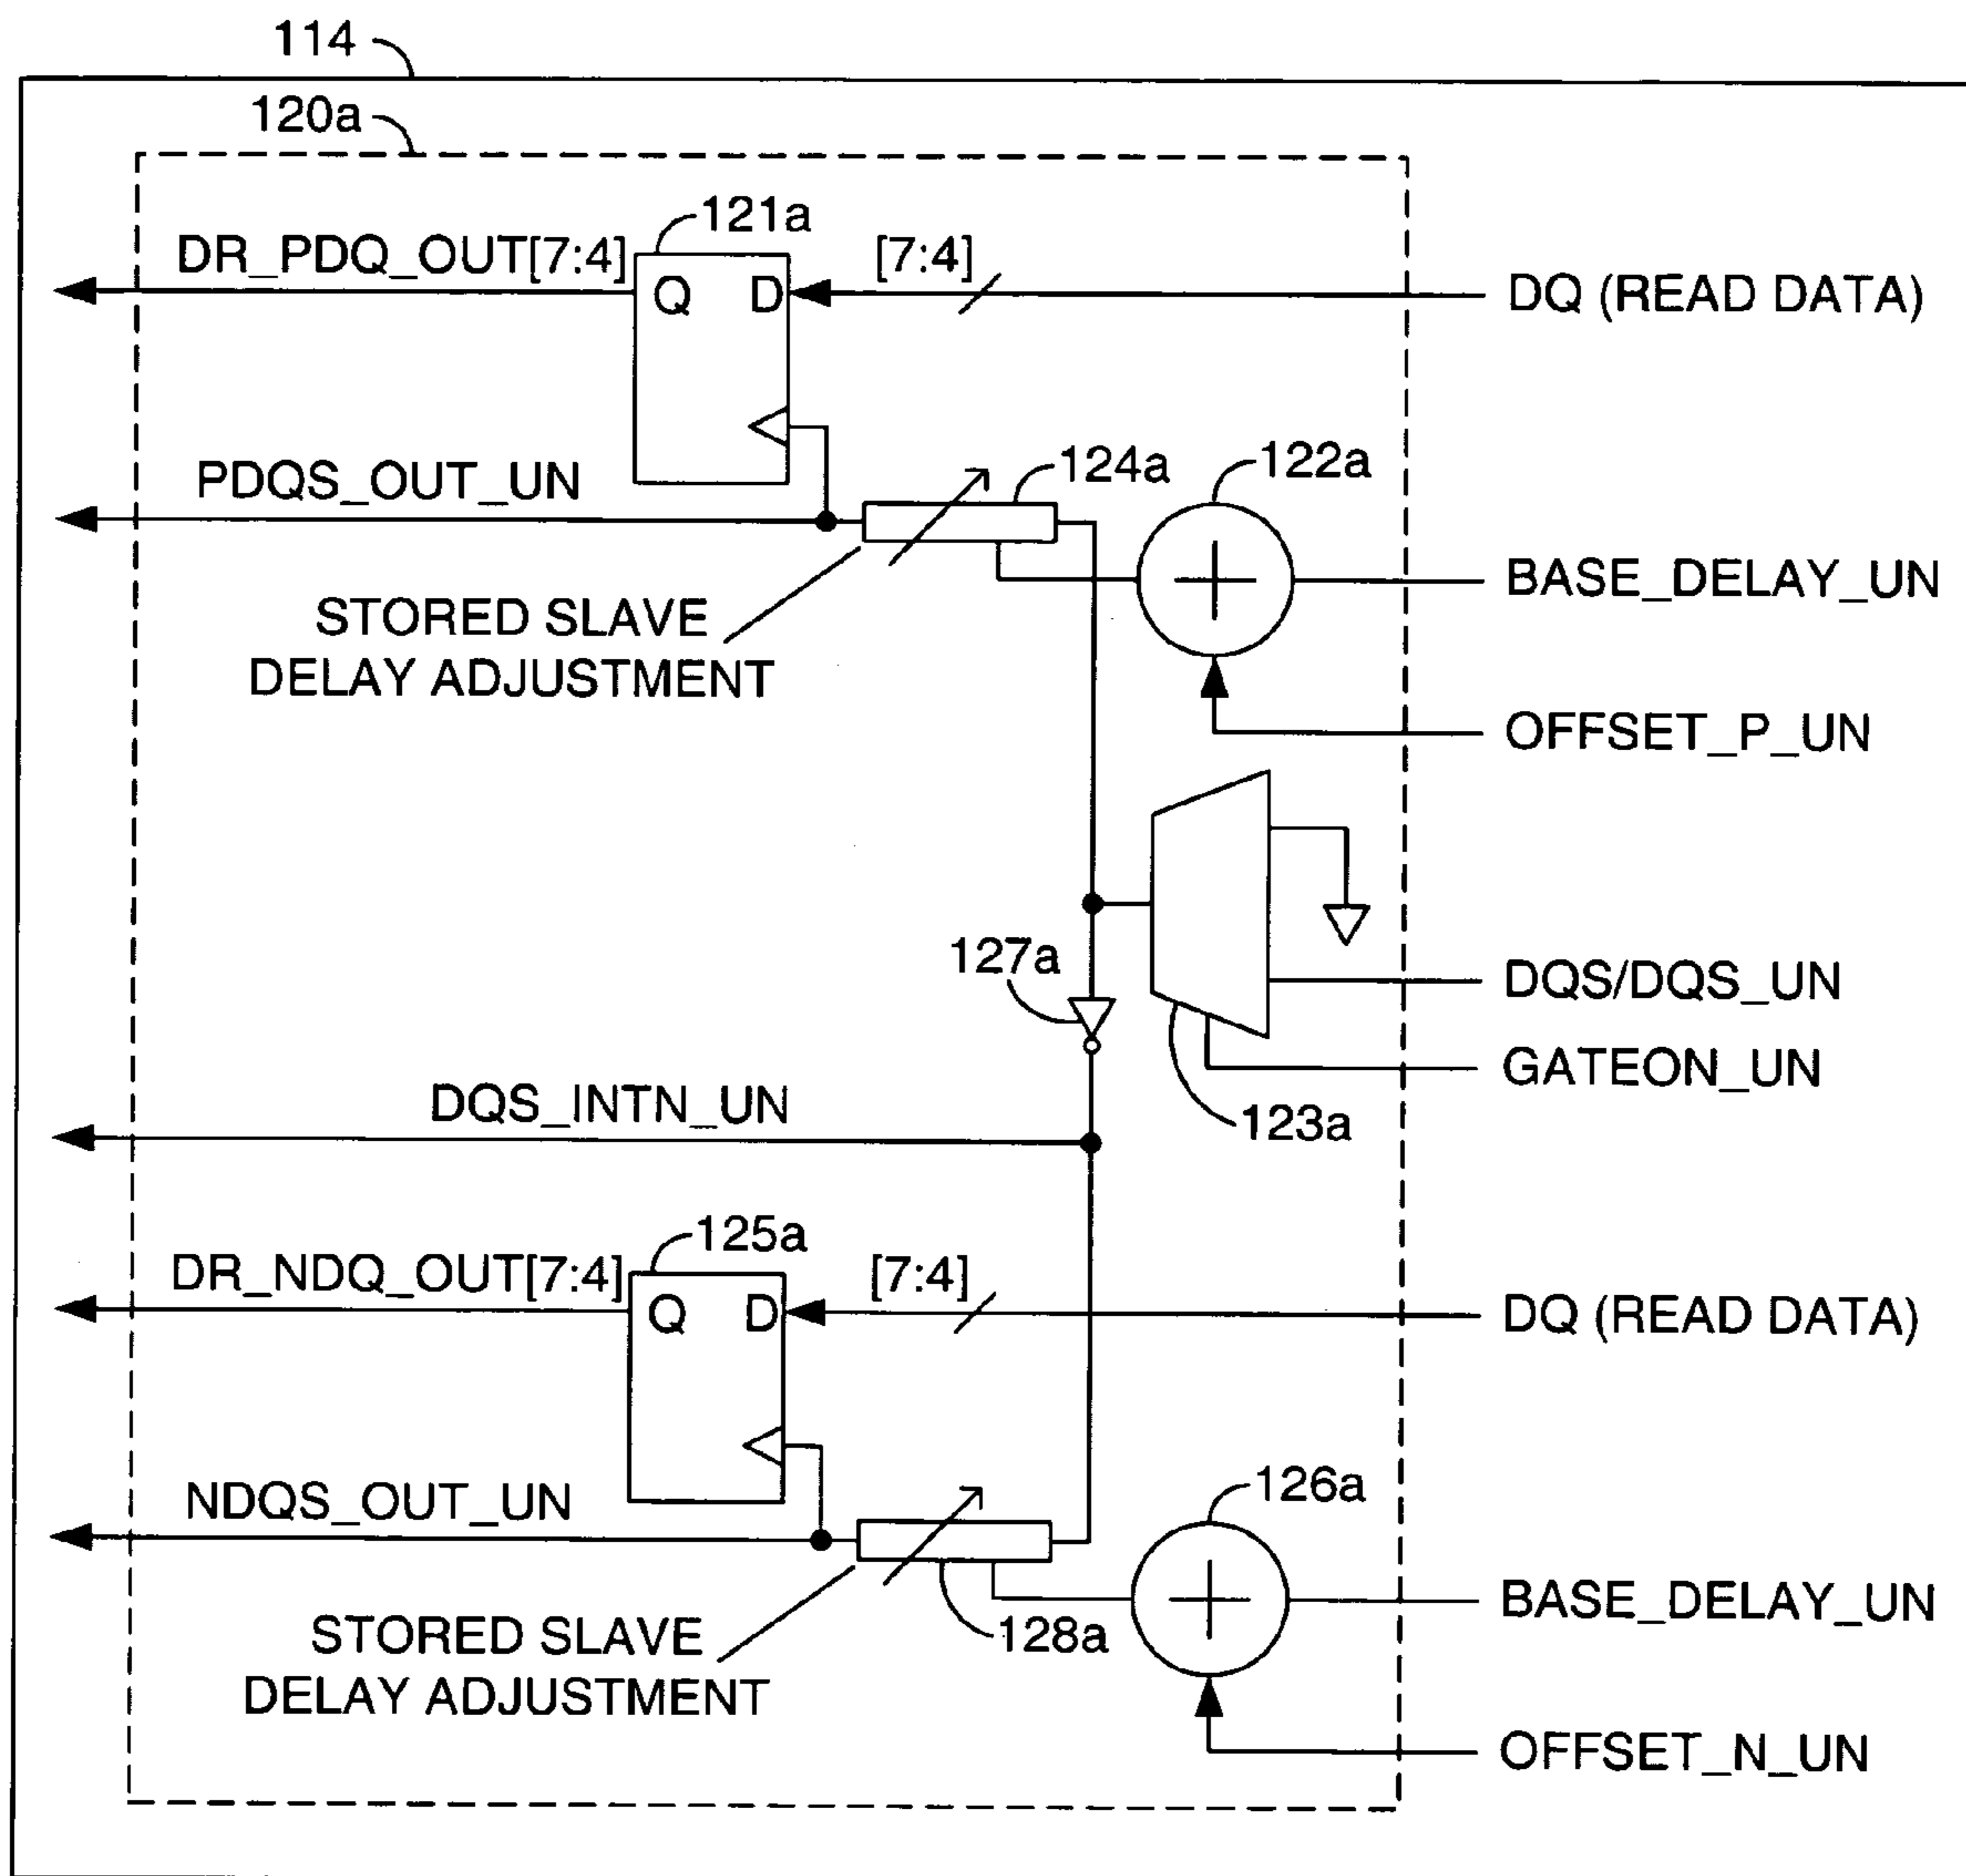 114
120a
121a
DR_PDQ_OUT[7:4]
Q
D
[7:4]
DQ (READ DATA)
PDQS_OUT_UN
124a
122a
BASE_DELAY_UN
STORED SLAVE
DELAY ADJUSTMENT
OFFSET_P_UN
127a
DQS/DQS_UN
GATEON_UN
123a
DQS_INTN_UN
125a
DR_NDQ_OUT[7:4]
Q
D
[7:4]
DQ (READ DATA)
NDQS_OUT_UN
126a
BASE_DELAY_UN
128a
STORED SLAVE
DELAY ADJUSTMENT
OFFSET_N_UN